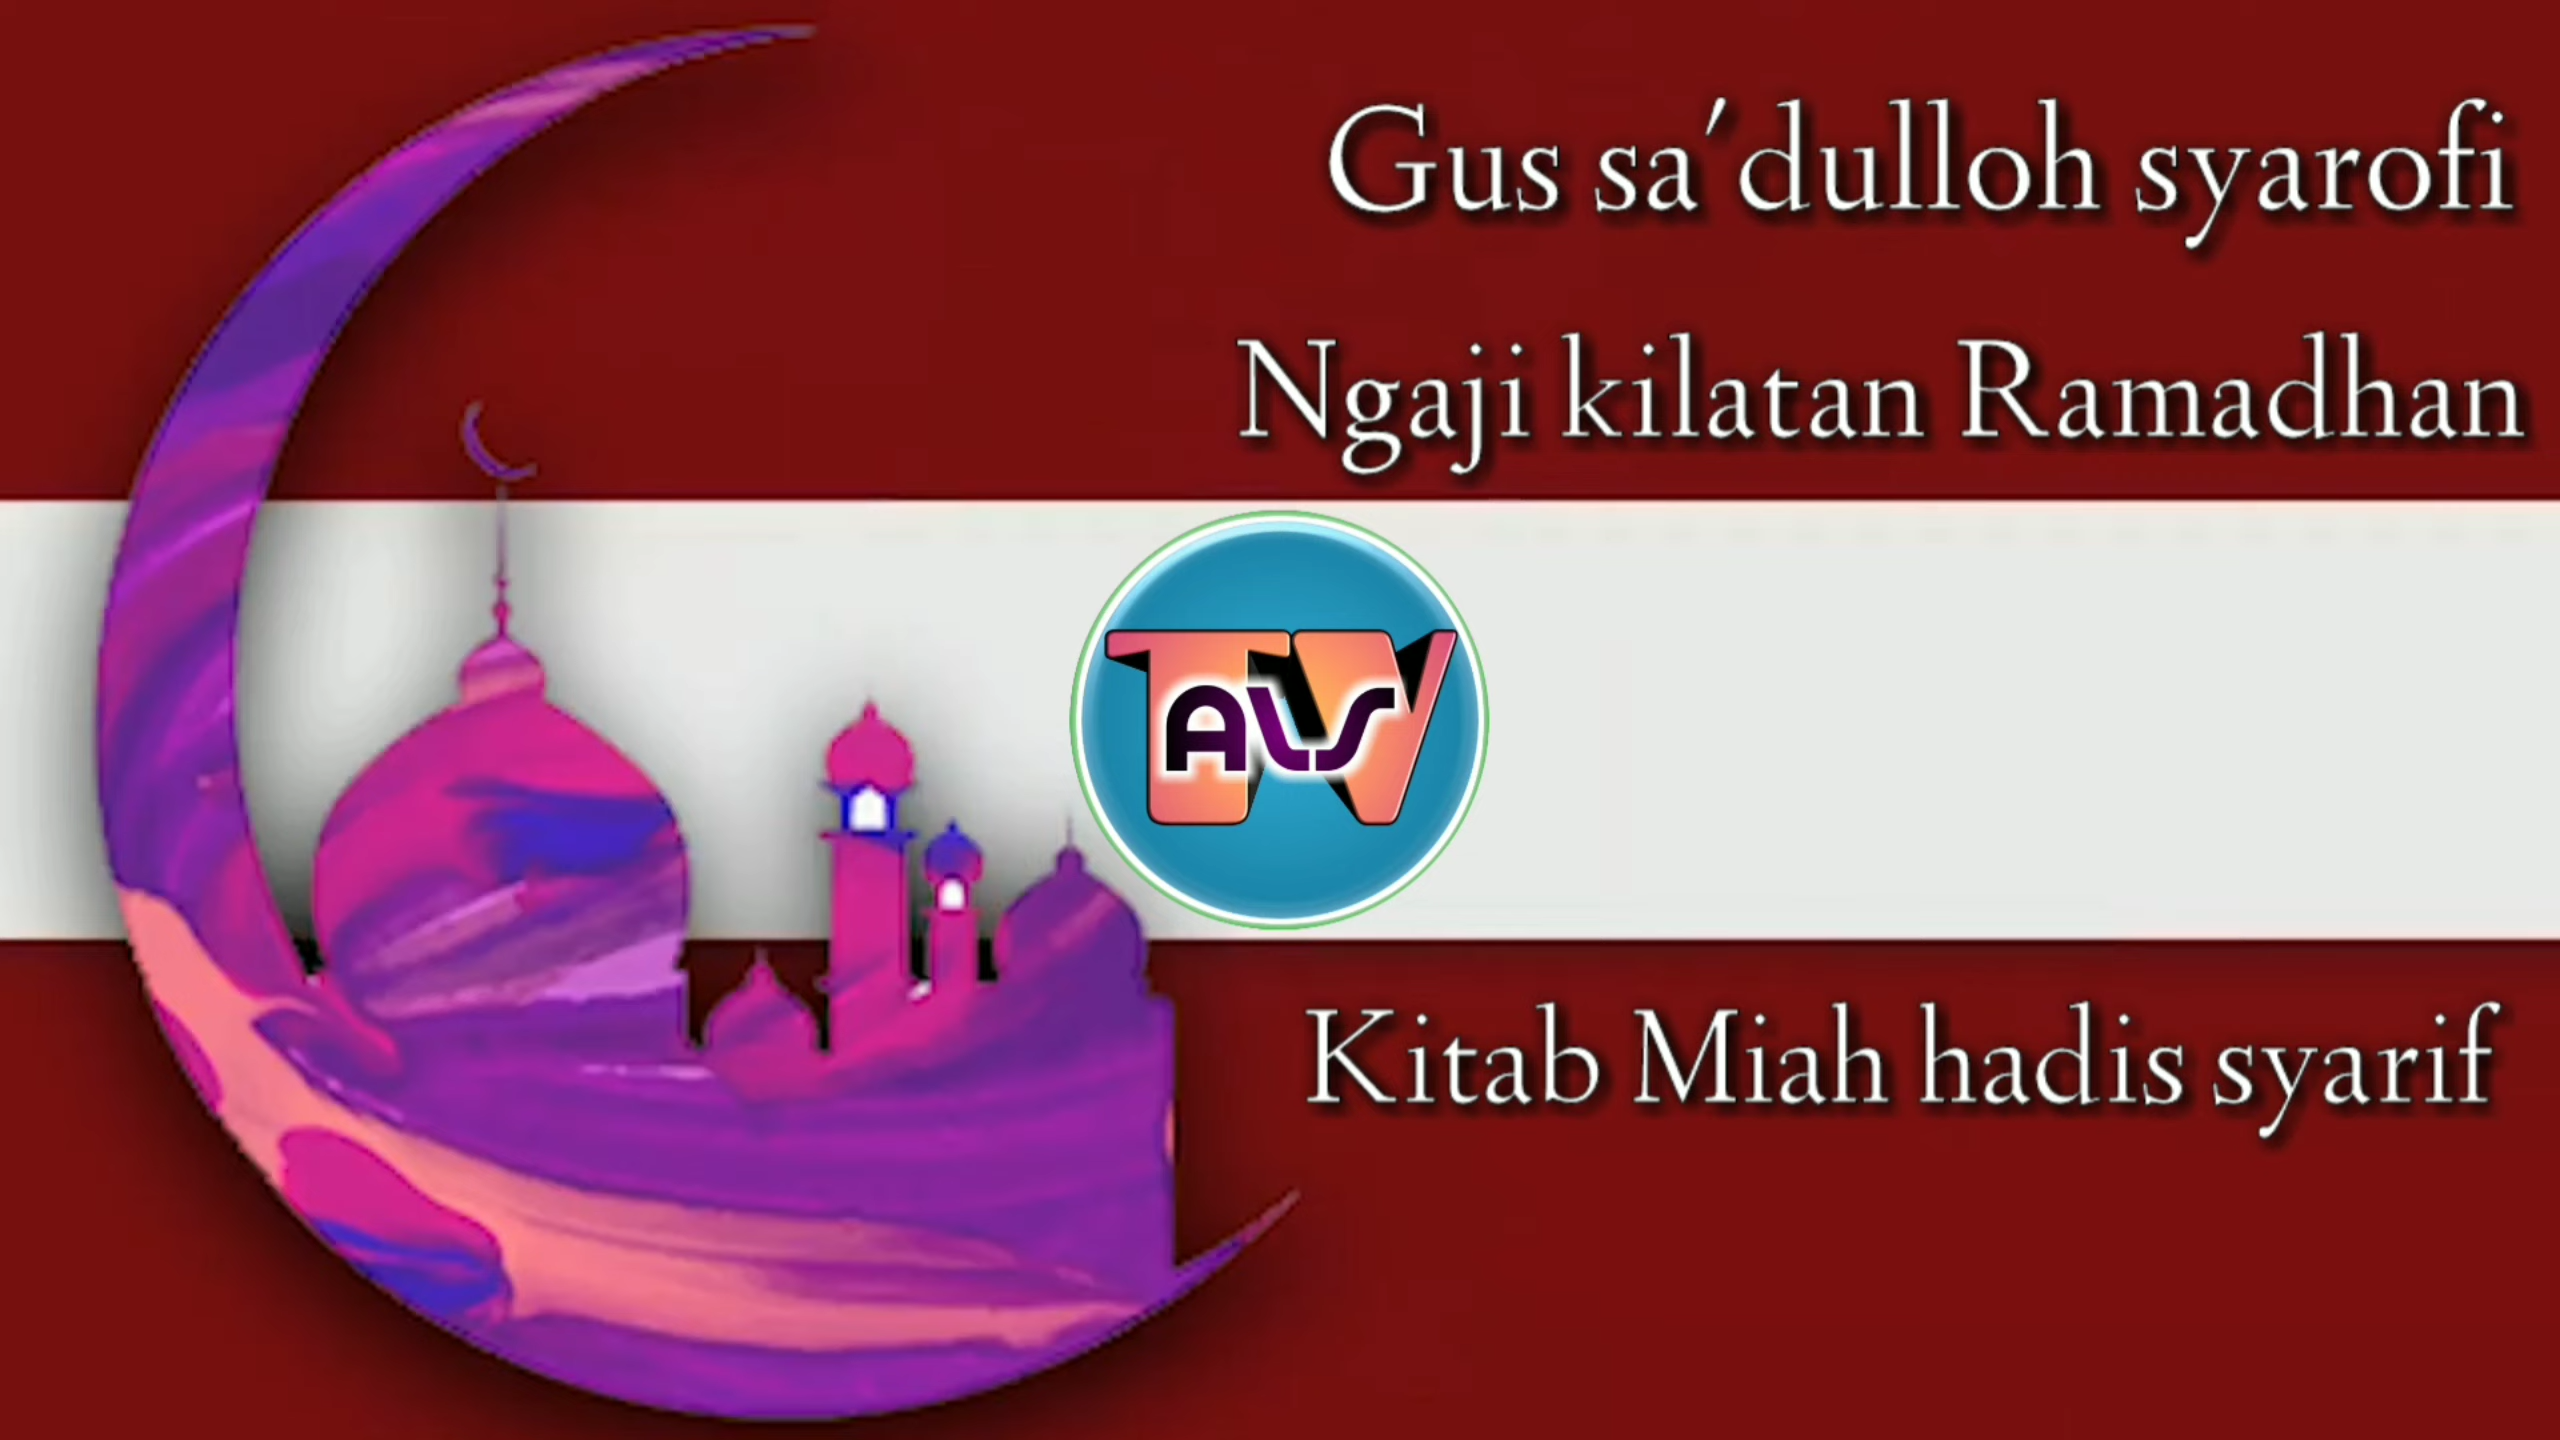 Gus sa'dulloh syarofi
Ngaji kilatan Ramadhan
TV
ALS
Kitab Miah hadis syarif